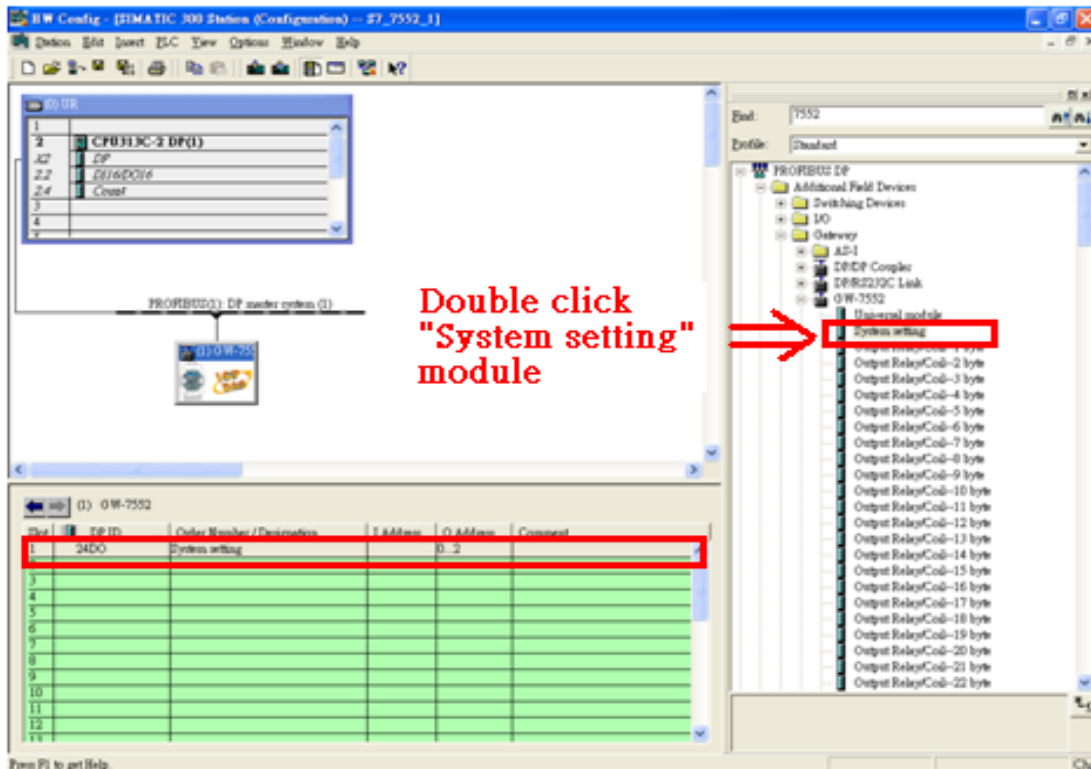 HW Config - [SIMATIC 300 Station (Configuration) -- S7_7552_1]
Station Edit Insert PLC View Options Window Help
(0) UR
1
2 CPU313C-2 DP(1)
X2 DP
2.2 DI16/DO16
2.4 Count
3
4
PROFIBUS(1): DP master system (1)
(1) GW-755
Double click
"System setting"
module
Find: 7552
Profile: Standard
PROFIBUS DP
Additional Field Devices
Switching Devices
I/O
Gateway
AS-I
DP/DP Coupler
DP/RS232C Link
GW-7552
Universal module
System setting
Output Relay/Coil--1 byte
Output Relay/Coil--2 byte
Output Relay/Coil--3 byte
Output Relay/Coil--4 byte
Output Relay/Coil--5 byte
Output Relay/Coil--6 byte
Output Relay/Coil--7 byte
Output Relay/Coil--8 byte
Output Relay/Coil--9 byte
Output Relay/Coil--10 byte
Output Relay/Coil--11 byte
Output Relay/Coil--12 byte
Output Relay/Coil--13 byte
Output Relay/Coil--14 byte
Output Relay/Coil--15 byte
Output Relay/Coil--16 byte
Output Relay/Coil--17 byte
Output Relay/Coil--18 byte
Output Relay/Coil--19 byte
Output Relay/Coil--20 byte
Output Relay/Coil--21 byte
Output Relay/Coil--22 byte
(1) GW-7552
Slot DP ID Order Number / Designation I Address Q Address Comment
1 24DO System setting 0...2
3
4
5
6
7
8
9
10
11
12
Press F1 to get Help.